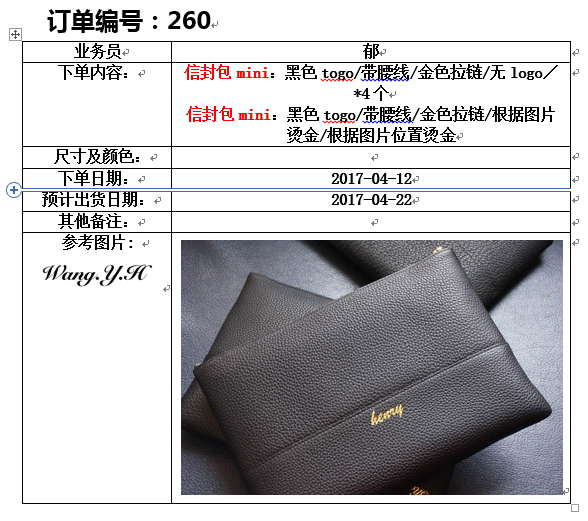 订单编号：260
业务员
郁
下单内容：
信封包 mini：黑色 togo/带腰线/金色拉链/无 logo／
*4 个
信封包 mini：黑色 togo/带腰线/金色拉链/根据图片
烫金/根据图片位置烫金
尺寸及颜色：
下单日期：
2017-04-12
预计出货日期：
2017-04-22
其他备注：
参考图片：
Wang.Y.H
henry